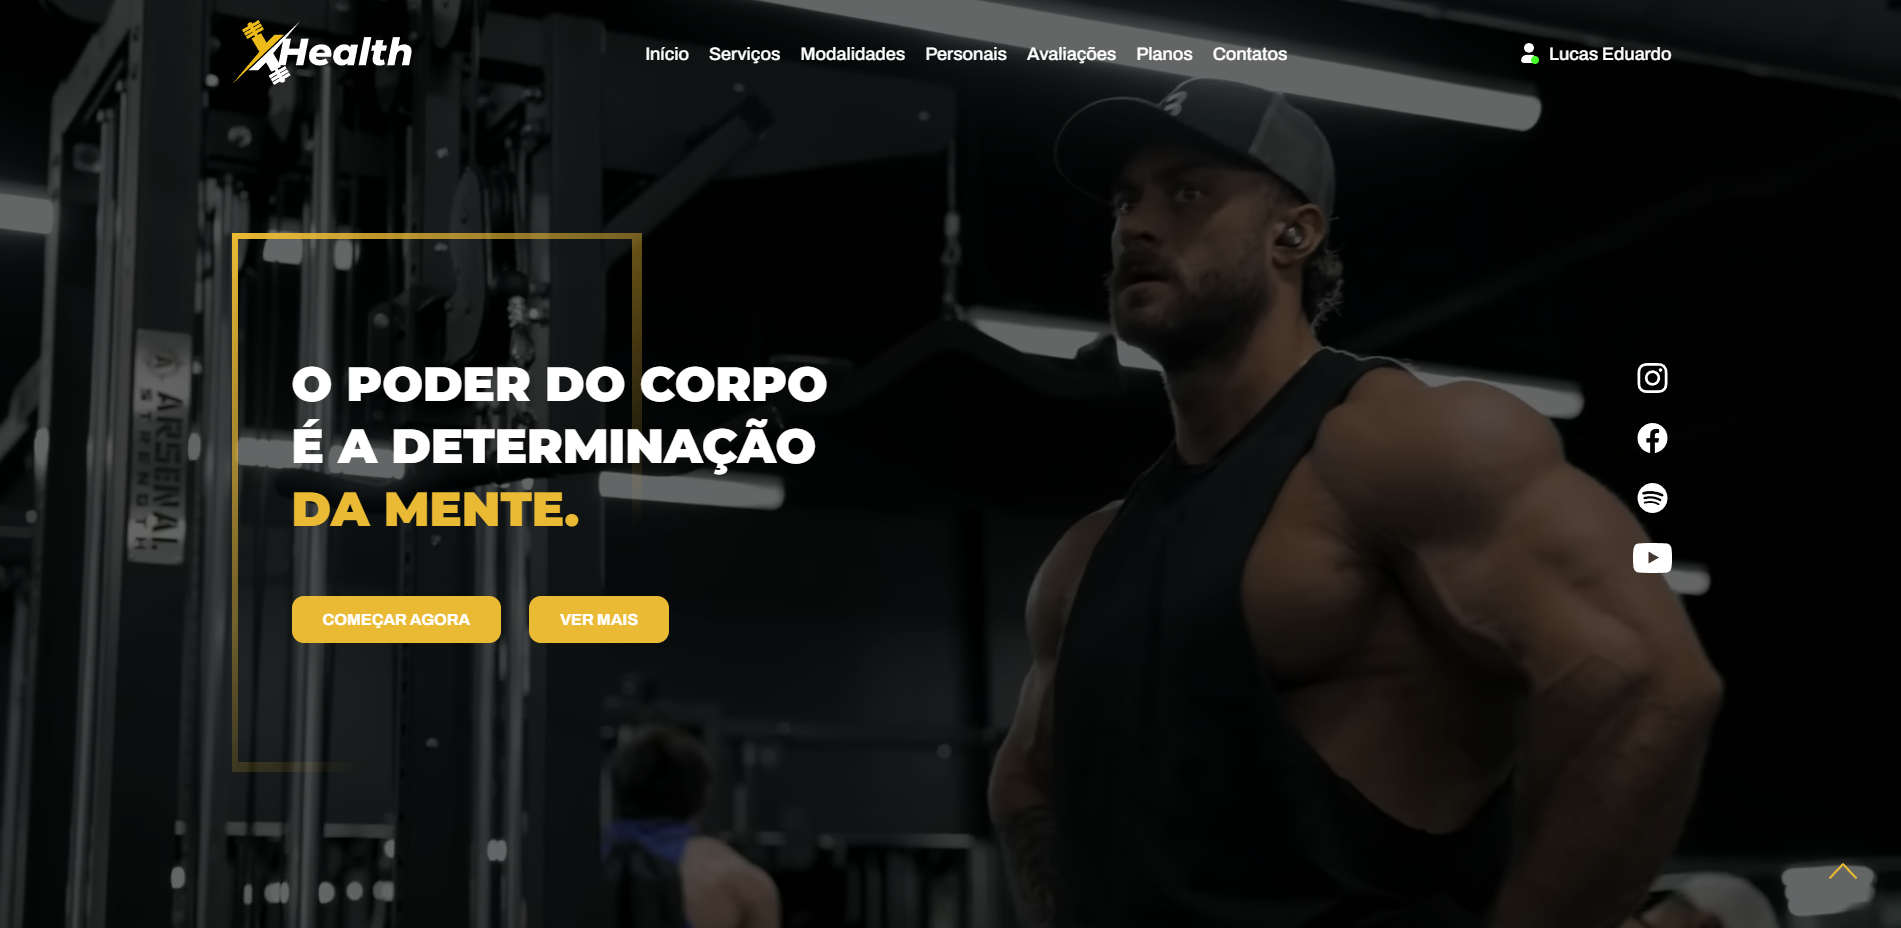 XHealth
Início Serviços Modalidades Personais Avaliações Planos Contatos
Lucas Eduardo
O PODER DO CORPO
É A DETERMINAÇÃO
DA MENTE.
COMEÇAR AGORA
VER MAIS
ARSENAL
STRENGTH